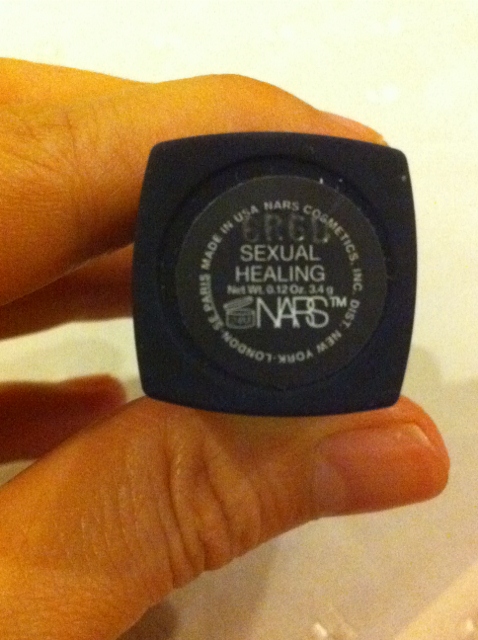 MADE IN USA NARS COSMETICS, INC. DIST. NEW YORK-LONDON-SE PARIS
SEXUAL
HEALING
Net Wt. 0.12 Oz. 3.4 g
NARS™